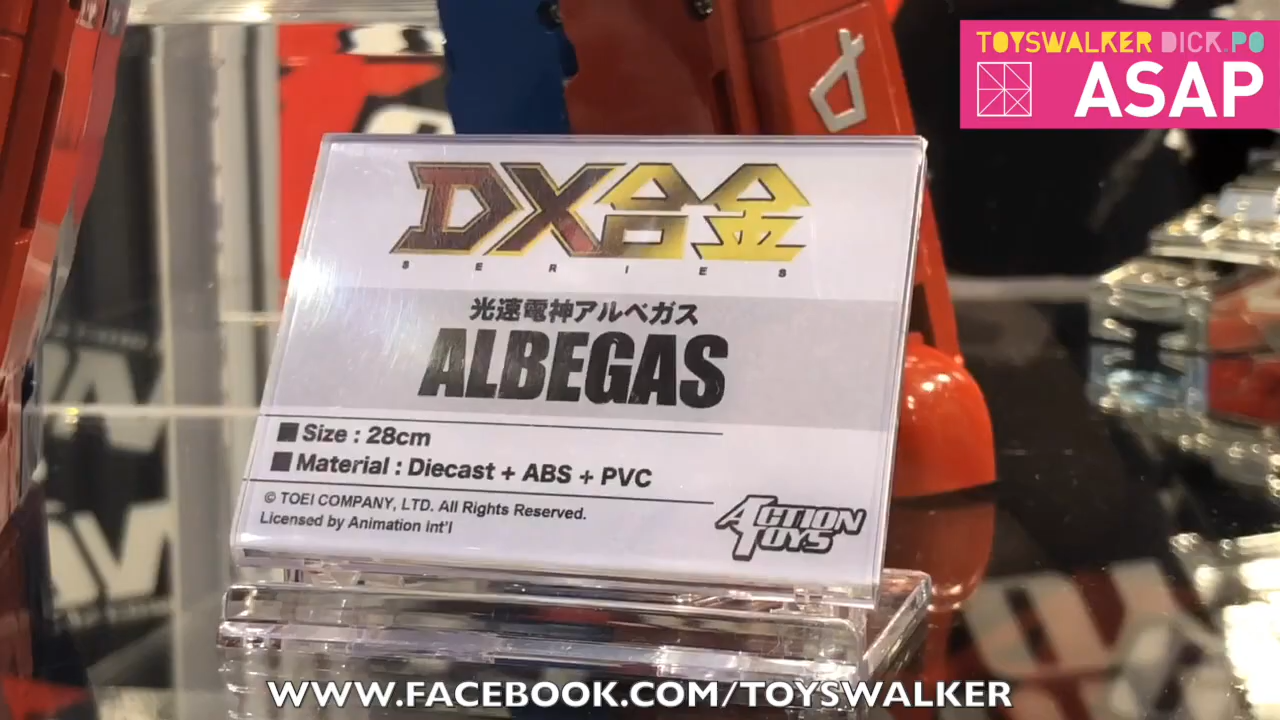 TOYSWALKER DICK.PO
ASAP
DX合金
SERIES
光速電神アルベガス
ALBEGAS
■Size : 28cm
■Material : Diecast + ABS + PVC
© TOEI COMPANY, LTD. All Rights Reserved.
Licensed by Animation Int'l
ACTION
TOYS
WWW.FACEBOOK.COM/TOYSWALKER